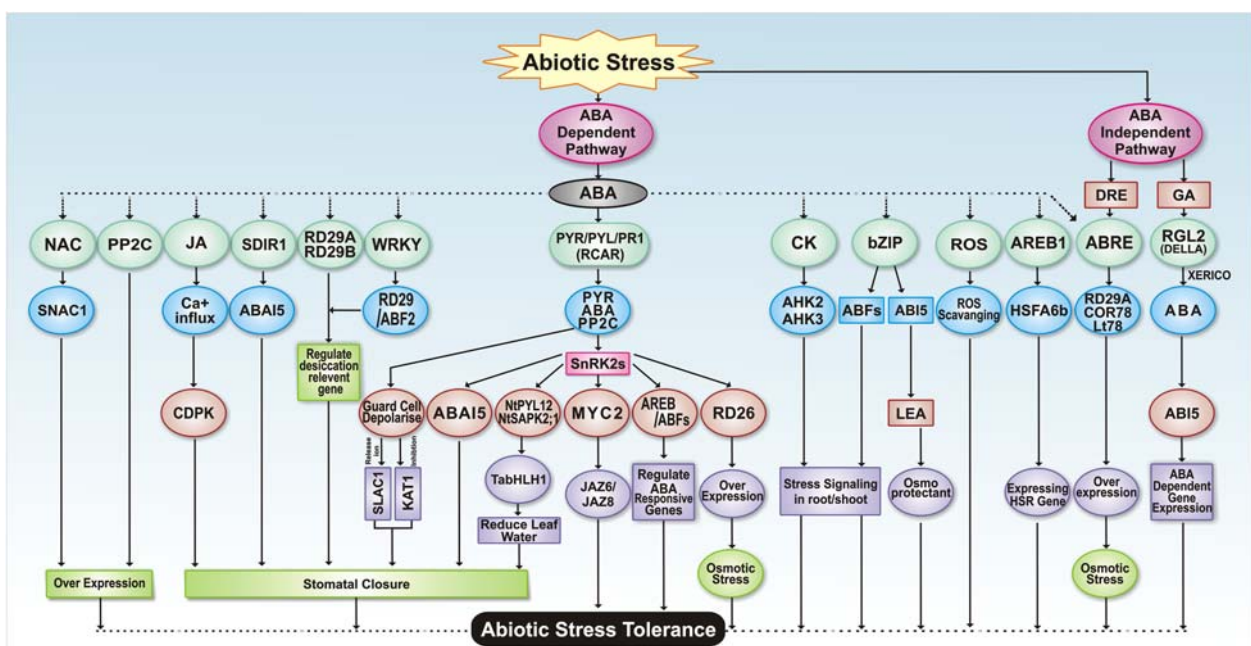 Abiotic Stress
ABA
Dependent
Pathway
ABA
Independent
Pathway
ABA
DRE
GA
NAC
PP2C
JA
SDIR1
RD29A
RD29B
WRKY
PYR/PYL/PR1
(RCAR)
CK
bZIP
ROS
AREB1
ABRE
RGL2
(DELLA)
XERICO
SNAC1
Ca+
influx
ABAI5
RD29
/ABF2
PYR
ABA
PP2C
AHK2
AHK3
ABFs
ABI5
ROS
Scavanging
HSFA6b
RD29A
COR78
Lt78
ABA
Regulate
desiccation
relevent
gene
SnRK2s
CDPK
Guard Cell
Depolarise
ABAI5
NtPYL12
NtSAPK2;1
MYC2
AREB
/ABFs
RD26
LEA
ABI5
Release
ion
Inhibition
SLAC1
KAT1
TabHLH1
JAZ6/
JAZ8
Regulate
ABA
Responsive
Genes
Over
Expression
Stress Signaling
in root/shoot
Osmo
protectant
Expressing
HSR Gene
Over
expression
ABA
Dependent
Gene
Expression
Reduce Leaf
Water
Over Expression
Stomatal Closure
Osmotic
Stress
Osmotic
Stress
Abiotic Stress Tolerance